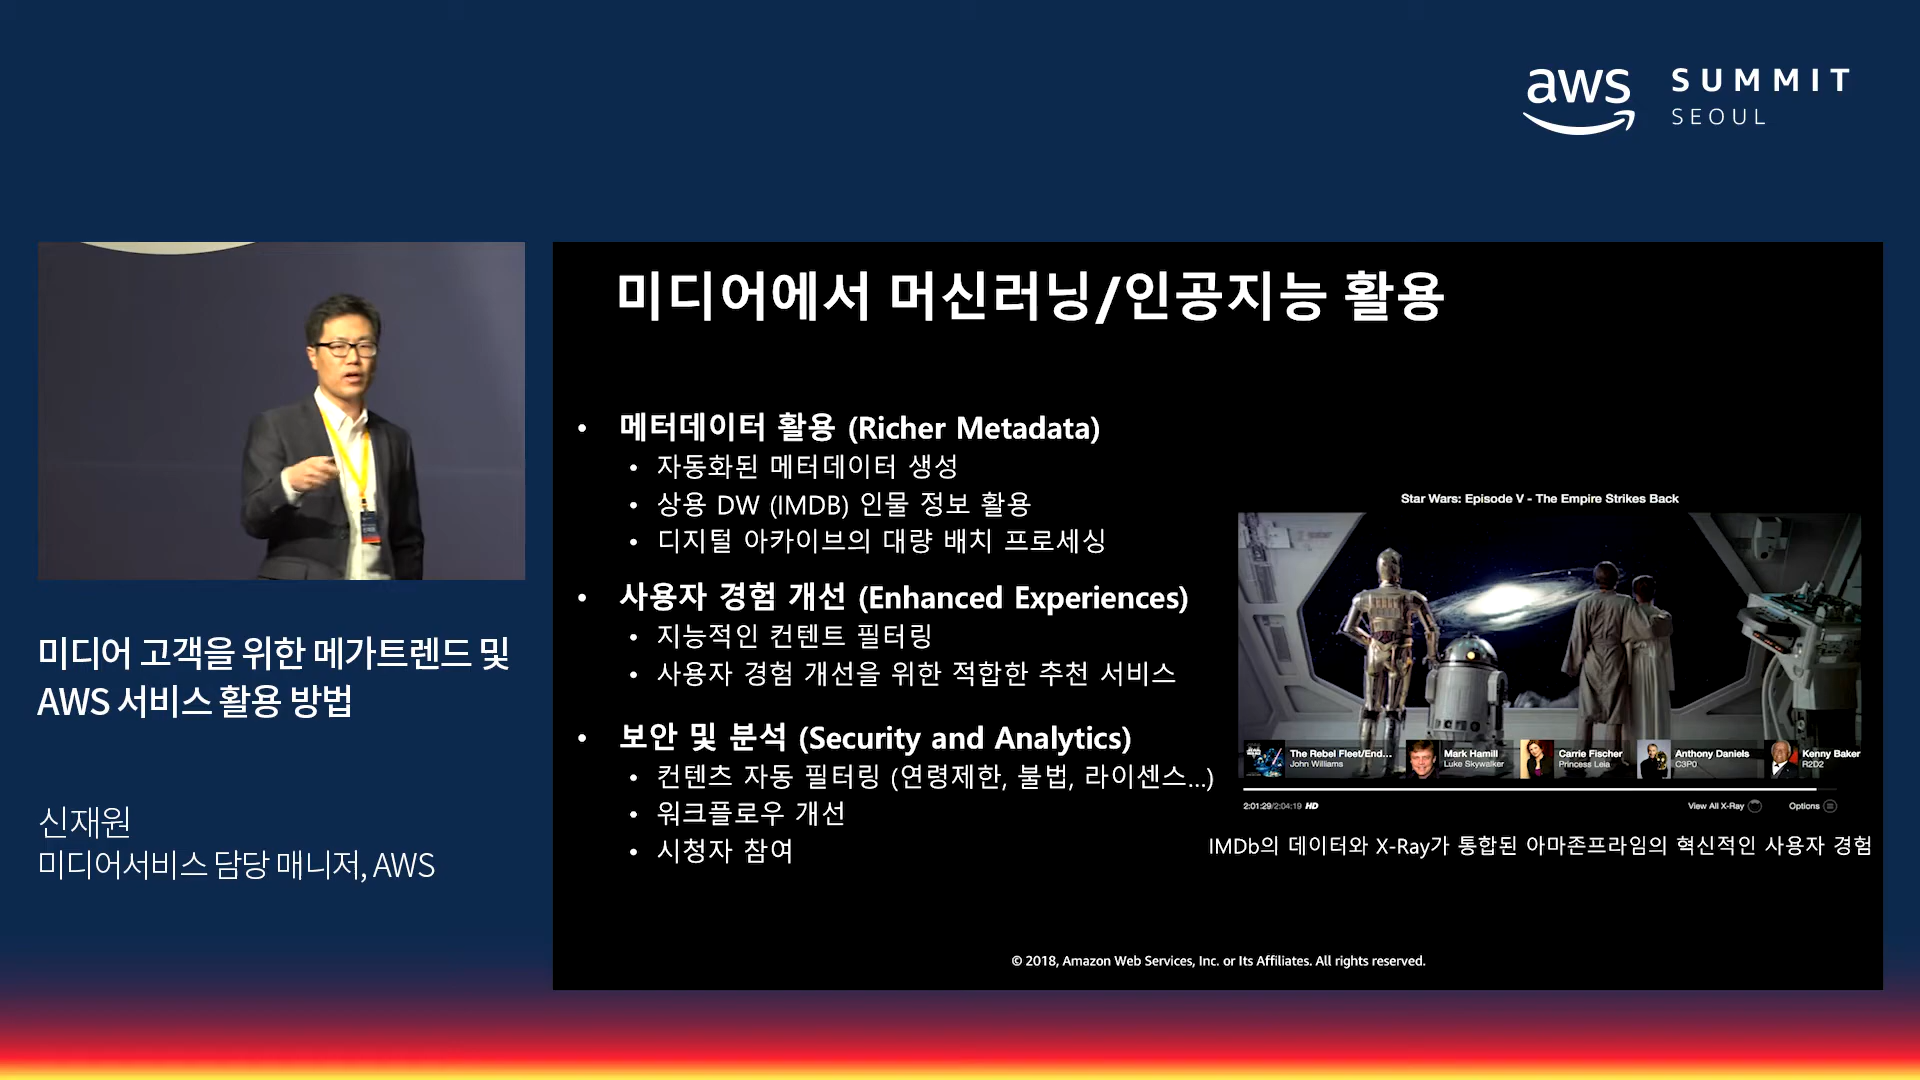 aws
SUMMIT
SEOUL
미디어에서 머신러닝/인공지능 활용
• 메터데이터 활용 (Richer Metadata)
• 자동화된 메터데이터 생성
• 상용 DW (IMDB) 인물 정보 활용
• 디지털 아카이브의 대량 배치 프로세싱
• 사용자 경험 개선 (Enhanced Experiences)
• 지능적인 컨텐트 필터링
• 사용자 경험 개선을 위한 적합한 추천 서비스
• 보안 및 분석 (Security and Analytics)
• 컨텐츠 자동 필터링 (연령제한, 불법, 라이센스...)
• 워크플로우 개선
• 시청자 참여
Star Wars: Episode V - The Empire Strikes Back
The Rebel Fleet/End...
John Williams
Mark Hamill
Luke Skywalker
Carrie Fischer
Princess Leia
Anthony Daniels
C3P0
Kenny Baker
R2D2
2:01:29/2:04:19 HD
View All X-Ray
Options
IMDb의 데이터와 X-Ray가 통합된 아마존프라임의 혁신적인 사용자 경험
© 2018, Amazon Web Services, Inc. or Its Affiliates. All rights reserved.
미디어 고객을 위한 메가트렌드 및
AWS 서비스 활용 방법
신재원
미디어서비스 담당 매니저, AWS